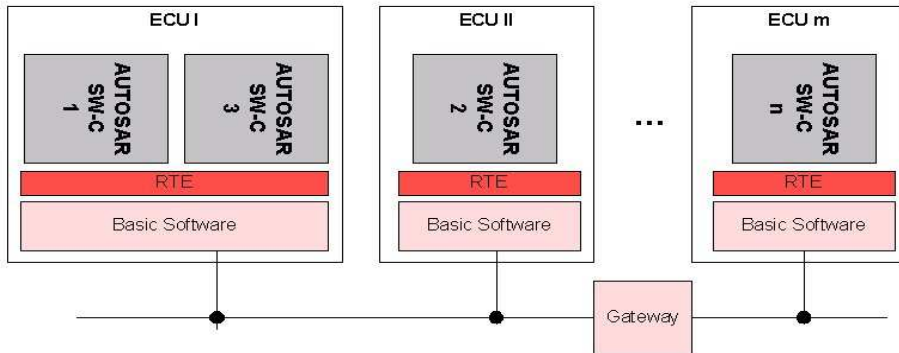 ECU I
AUTOSAR
SW-C
1
AUTOSAR
SW-C
3
RTE
Basic Software
ECU II
AUTOSAR
SW-C
2
RTE
Basic Software
...
ECU m
AUTOSAR
SW-C
n
RTE
Basic Software
Gateway